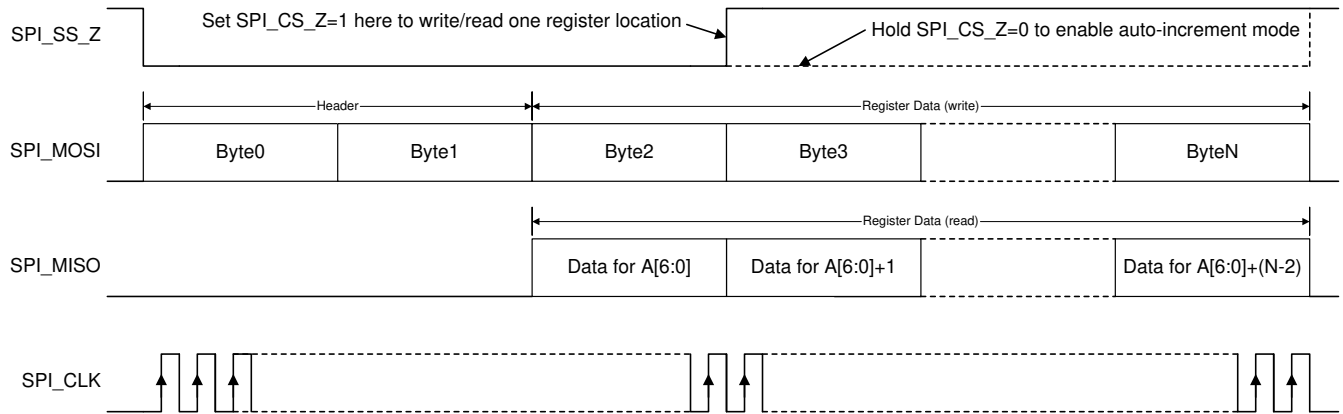 Set SPI_CS_Z=1 here to write/read one register location
SPI_SS_Z
Hold SPI_CS_Z=0 to enable auto-increment mode
Header
Register Data (write)
SPI_MOSI
Byte0
Byte1
Byte2
Byte3
ByteN
Register Data (read)
SPI_MISO
Data for A[6:0]
Data for A[6:0]+1
Data for A[6:0]+(N-2)
SPI_CLK